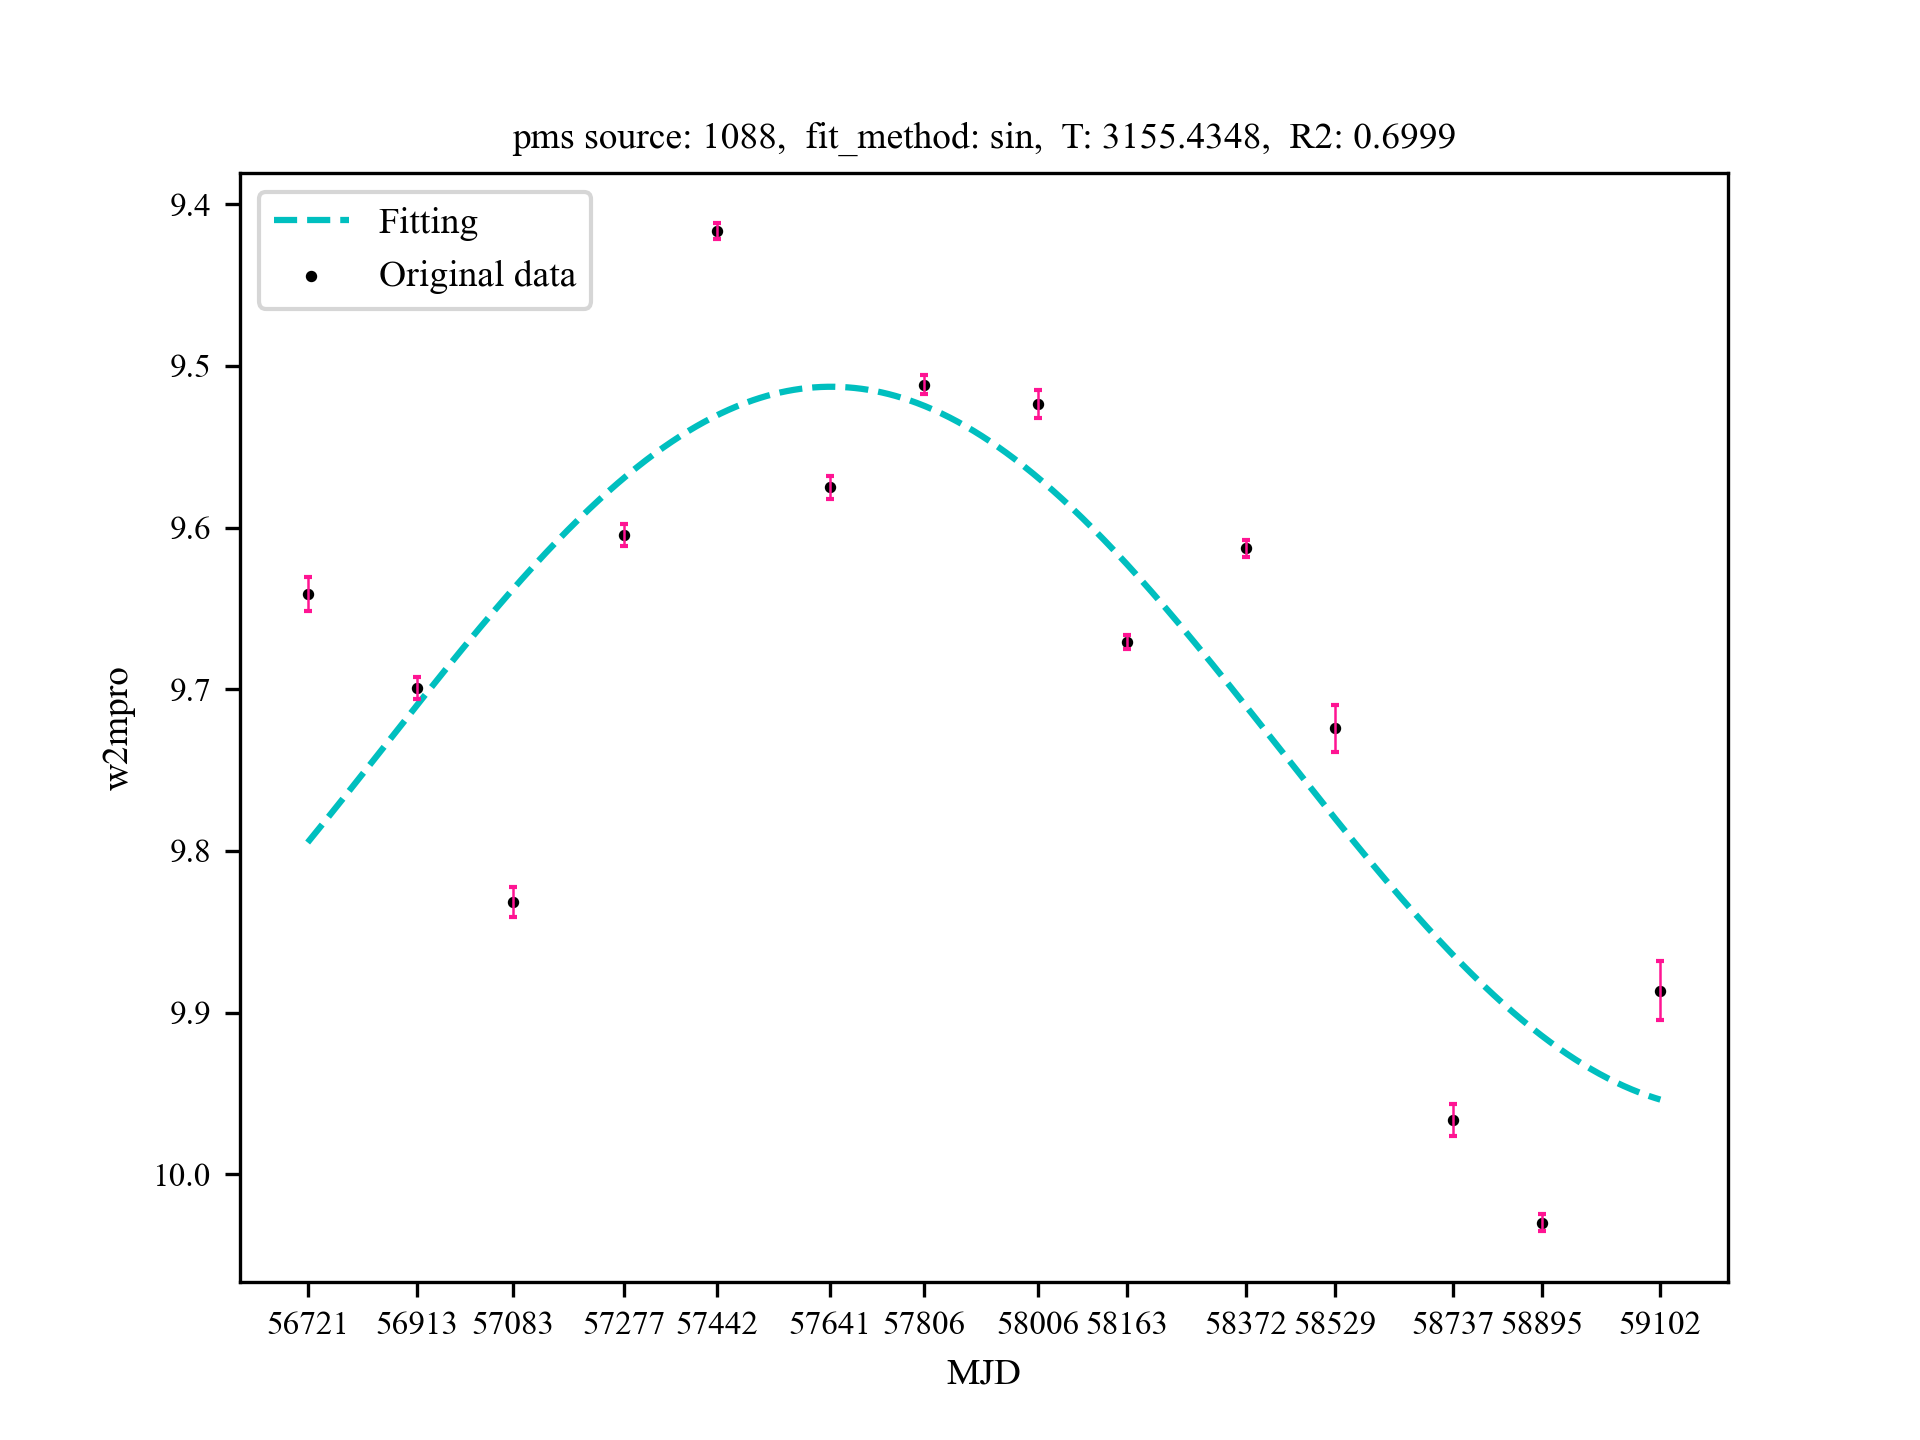 pms source: 1088,  fit_method: sin,  T: 3155.4348,  R2: 0.6999
Fitting
Original data
9.4
9.5
9.6
9.7
9.8
9.9
10.0
w2mpro
56721 56913 57083 57277 57442 57641 57806 58006 58163 58372 58529 58737 58895 59102
MJD